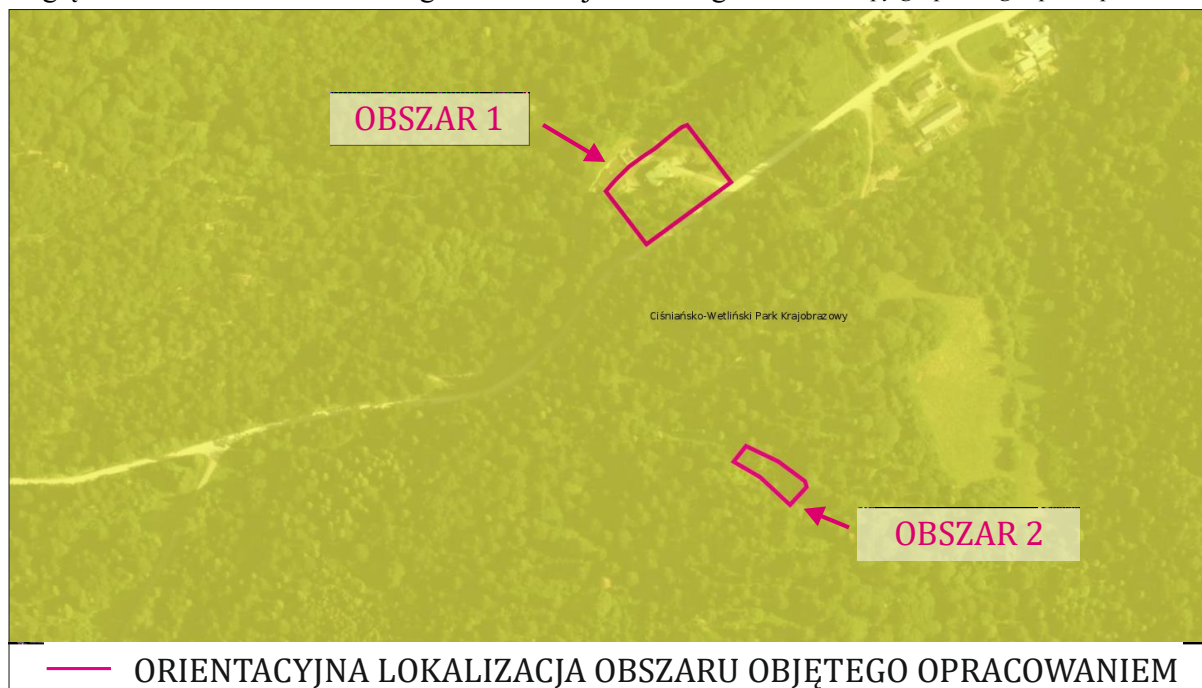 OBSZAR 1
Ciśniańsko-Wetliński Park Krajobrazowy
OBSZAR 2
ORIENTACYJNA LOKALIZACJA OBSZARU OBJĘTEGO OPRACOWANIEM